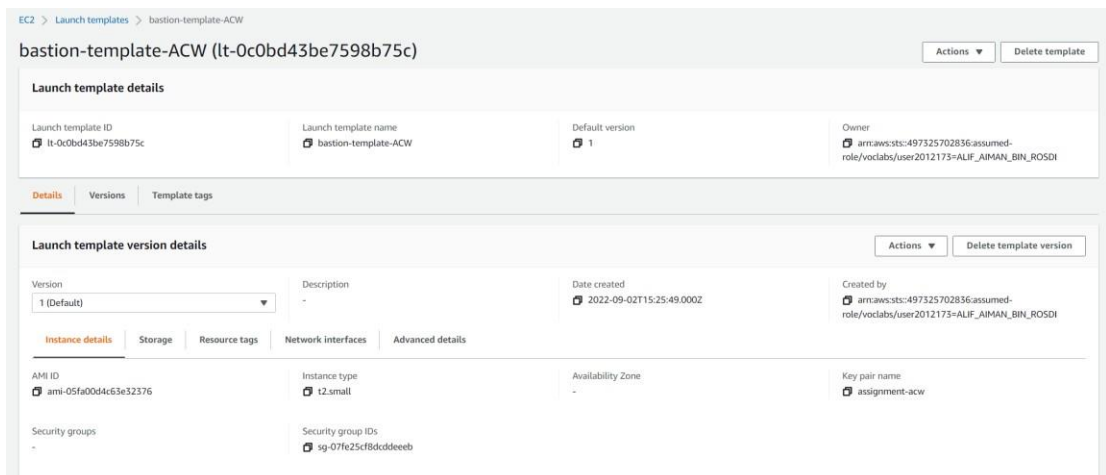 EC2 > Launch templates > bastion-template-ACW
bastion-template-ACW (lt-0c0bd43be7598b75c)
Actions ▼ Delete template
Launch template details
Launch template ID Launch template name Default version Owner
lt-0c0bd43be7598b75c bastion-template-ACW 1 arn:aws:sts::497325702836:assumed-
role/voclabs/user2012173=ALIF_AIMAN_BIN_ROSDI
Details Versions Template tags
Launch template version details Actions ▼ Delete template version
Version Description Date created Created by
1 (Default) ▼ - 2022-09-02T15:25:49.000Z arn:aws:sts::497325702836:assumed-
role/voclabs/user2012173=ALIF_AIMAN_BIN_ROSDI
Instance details Storage Resource tags Network interfaces Advanced details
AMI ID Instance type Availability Zone Key pair name
ami-05fa00d4c63e32376 t2.small - assignment-acw
Security groups Security group IDs
- sg-07fe25cf8dcddeeeb